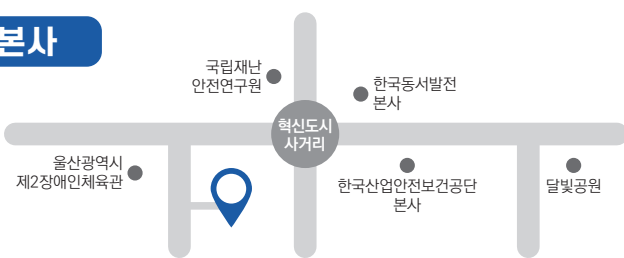 본사
국립재난
안전연구원
한국동서발전
본사
혁신도시
사거리
울산광역시
제2장애인체육관
한국산업안전보건공단
본사
달빛공원